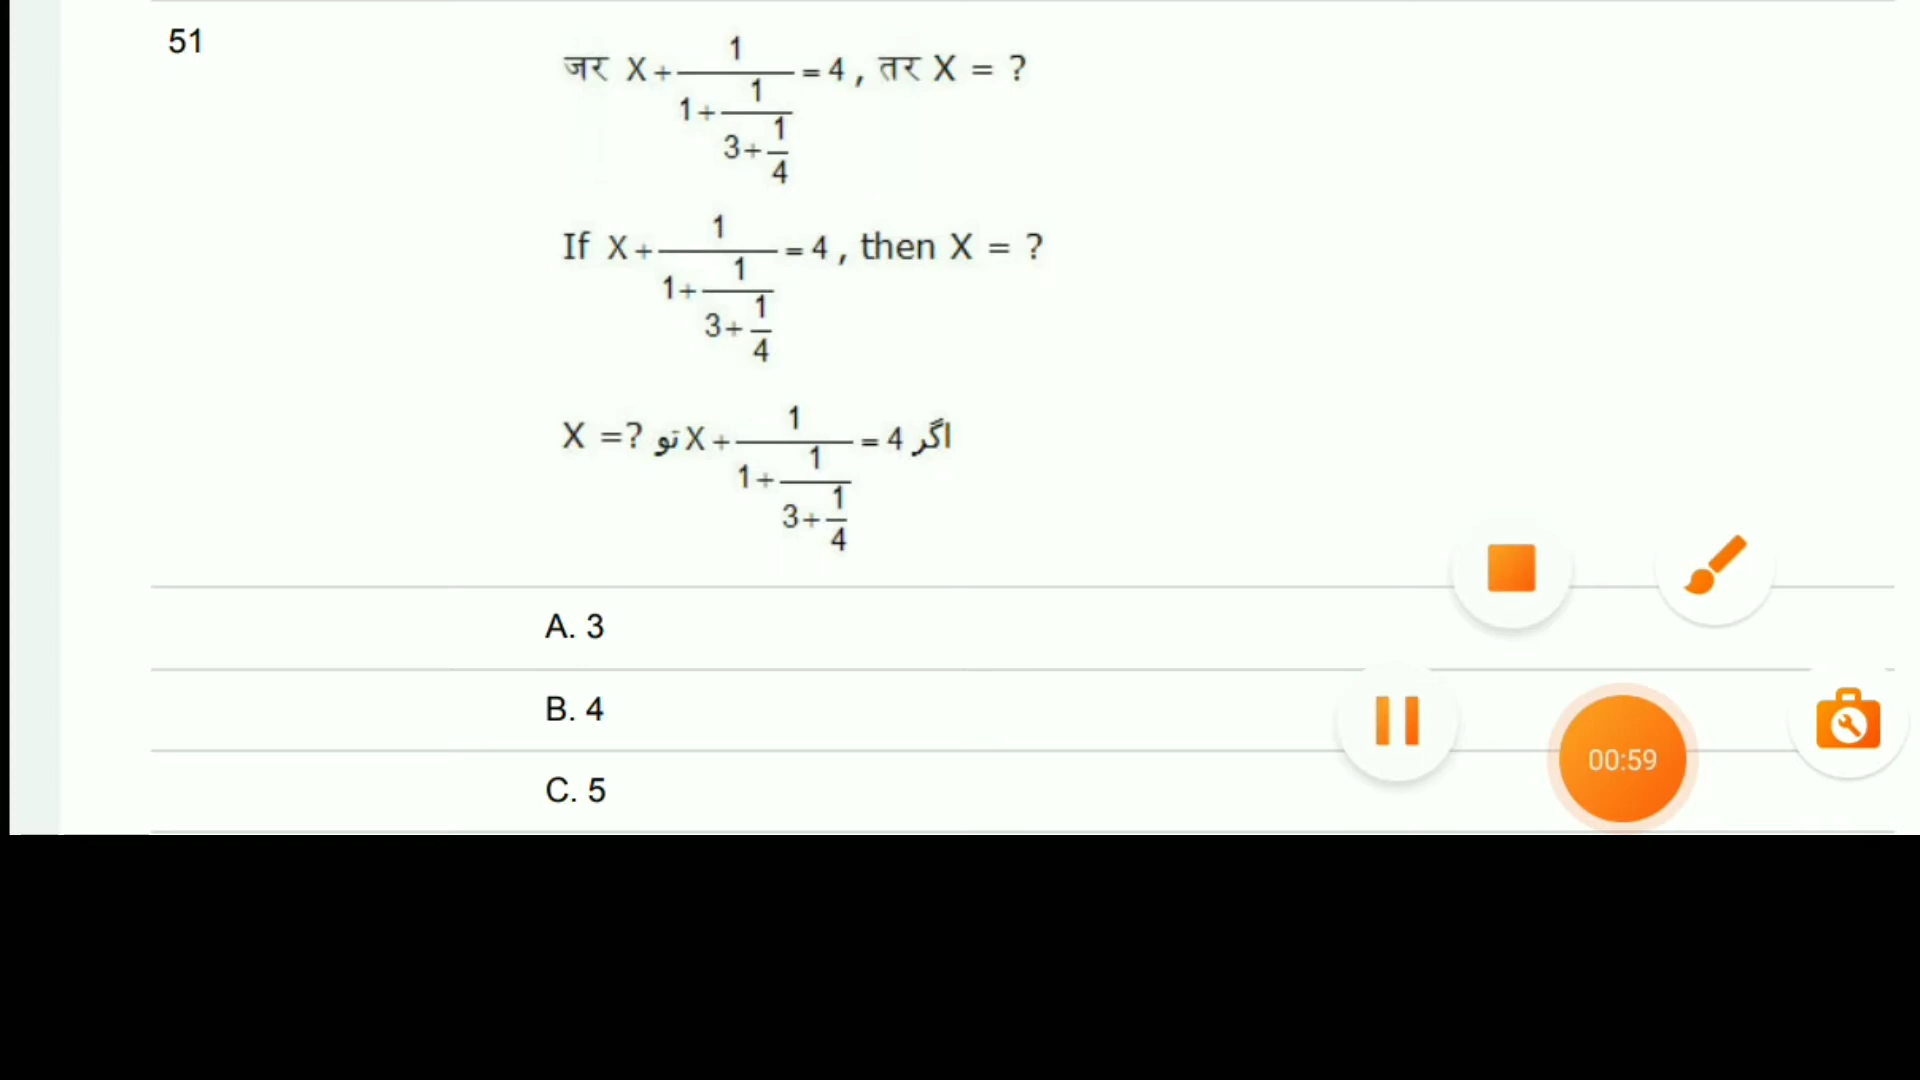 51
जर X + 1/(1 + 1/(3 + 1/4)) = 4 , तर X = ?
If X + 1/(1 + 1/(3 + 1/4)) = 4 , then X = ?
X =? تو X + 1/(1 + 1/(3 + 1/4)) = 4 اگر
A. 3
B. 4
C. 5
00:59